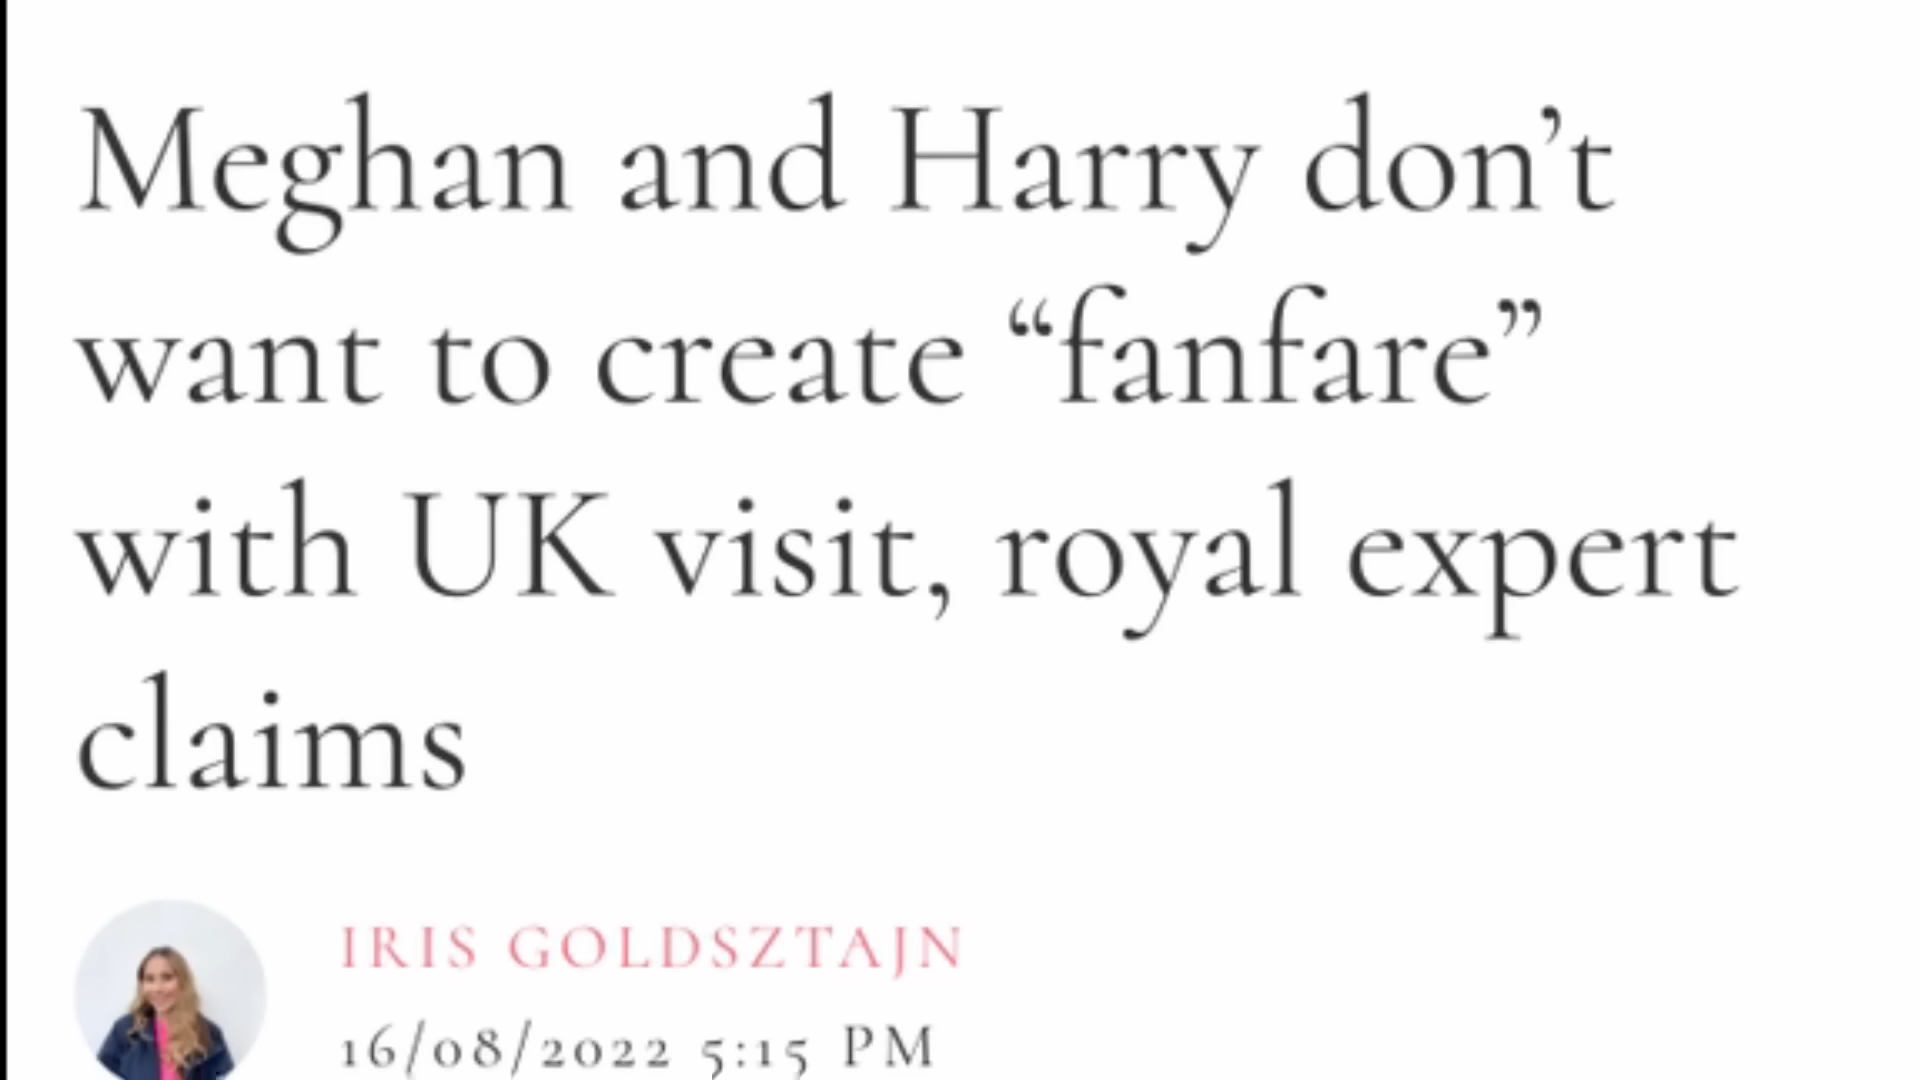 Meghan and Harry don’t
want to create “fanfare”
with UK visit, royal expert
claims
IRIS GOLDSZTAJN
16/08/2022 5:15 PM